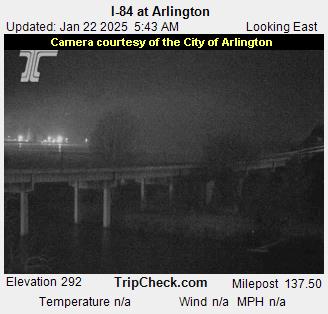 I-84 at Arlington
Updated: Jan 22 2025 5:43 AM Looking East
Camera courtesy of the City of Arlington
Elevation 292 TripCheck.com Milepost 137.50
Temperature n/a Wind n/a MPH n/a